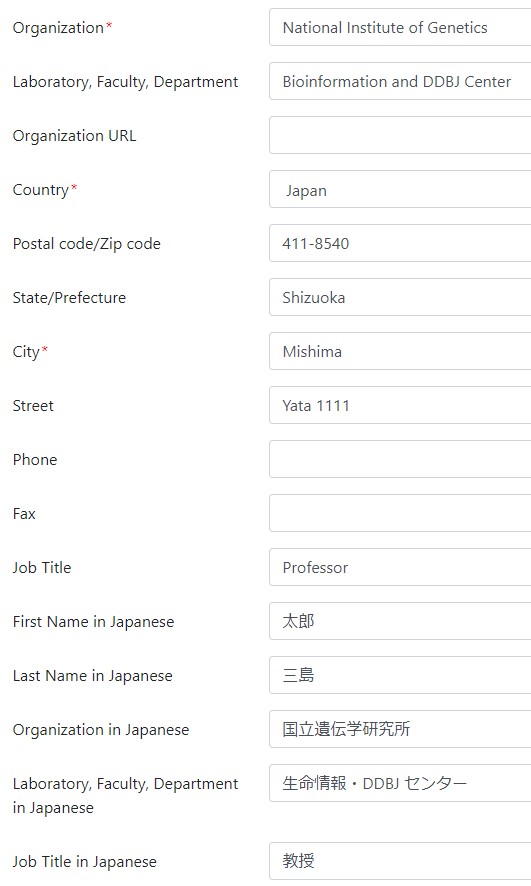 Organization* National Institute of Genetics
Laboratory, Faculty, Department Bioinformation and DDBJ Center
Organization URL
Country* Japan
Postal code/Zip code 411-8540
State/Prefecture Shizuoka
City* Mishima
Street Yata 1111
Phone
Fax
Job Title Professor
First Name in Japanese 太郎
Last Name in Japanese 三島
Organization in Japanese 国立遺伝学研究所
Laboratory, Faculty, Department 生命情報・DDBJ センター
in Japanese
Job Title in Japanese 教授